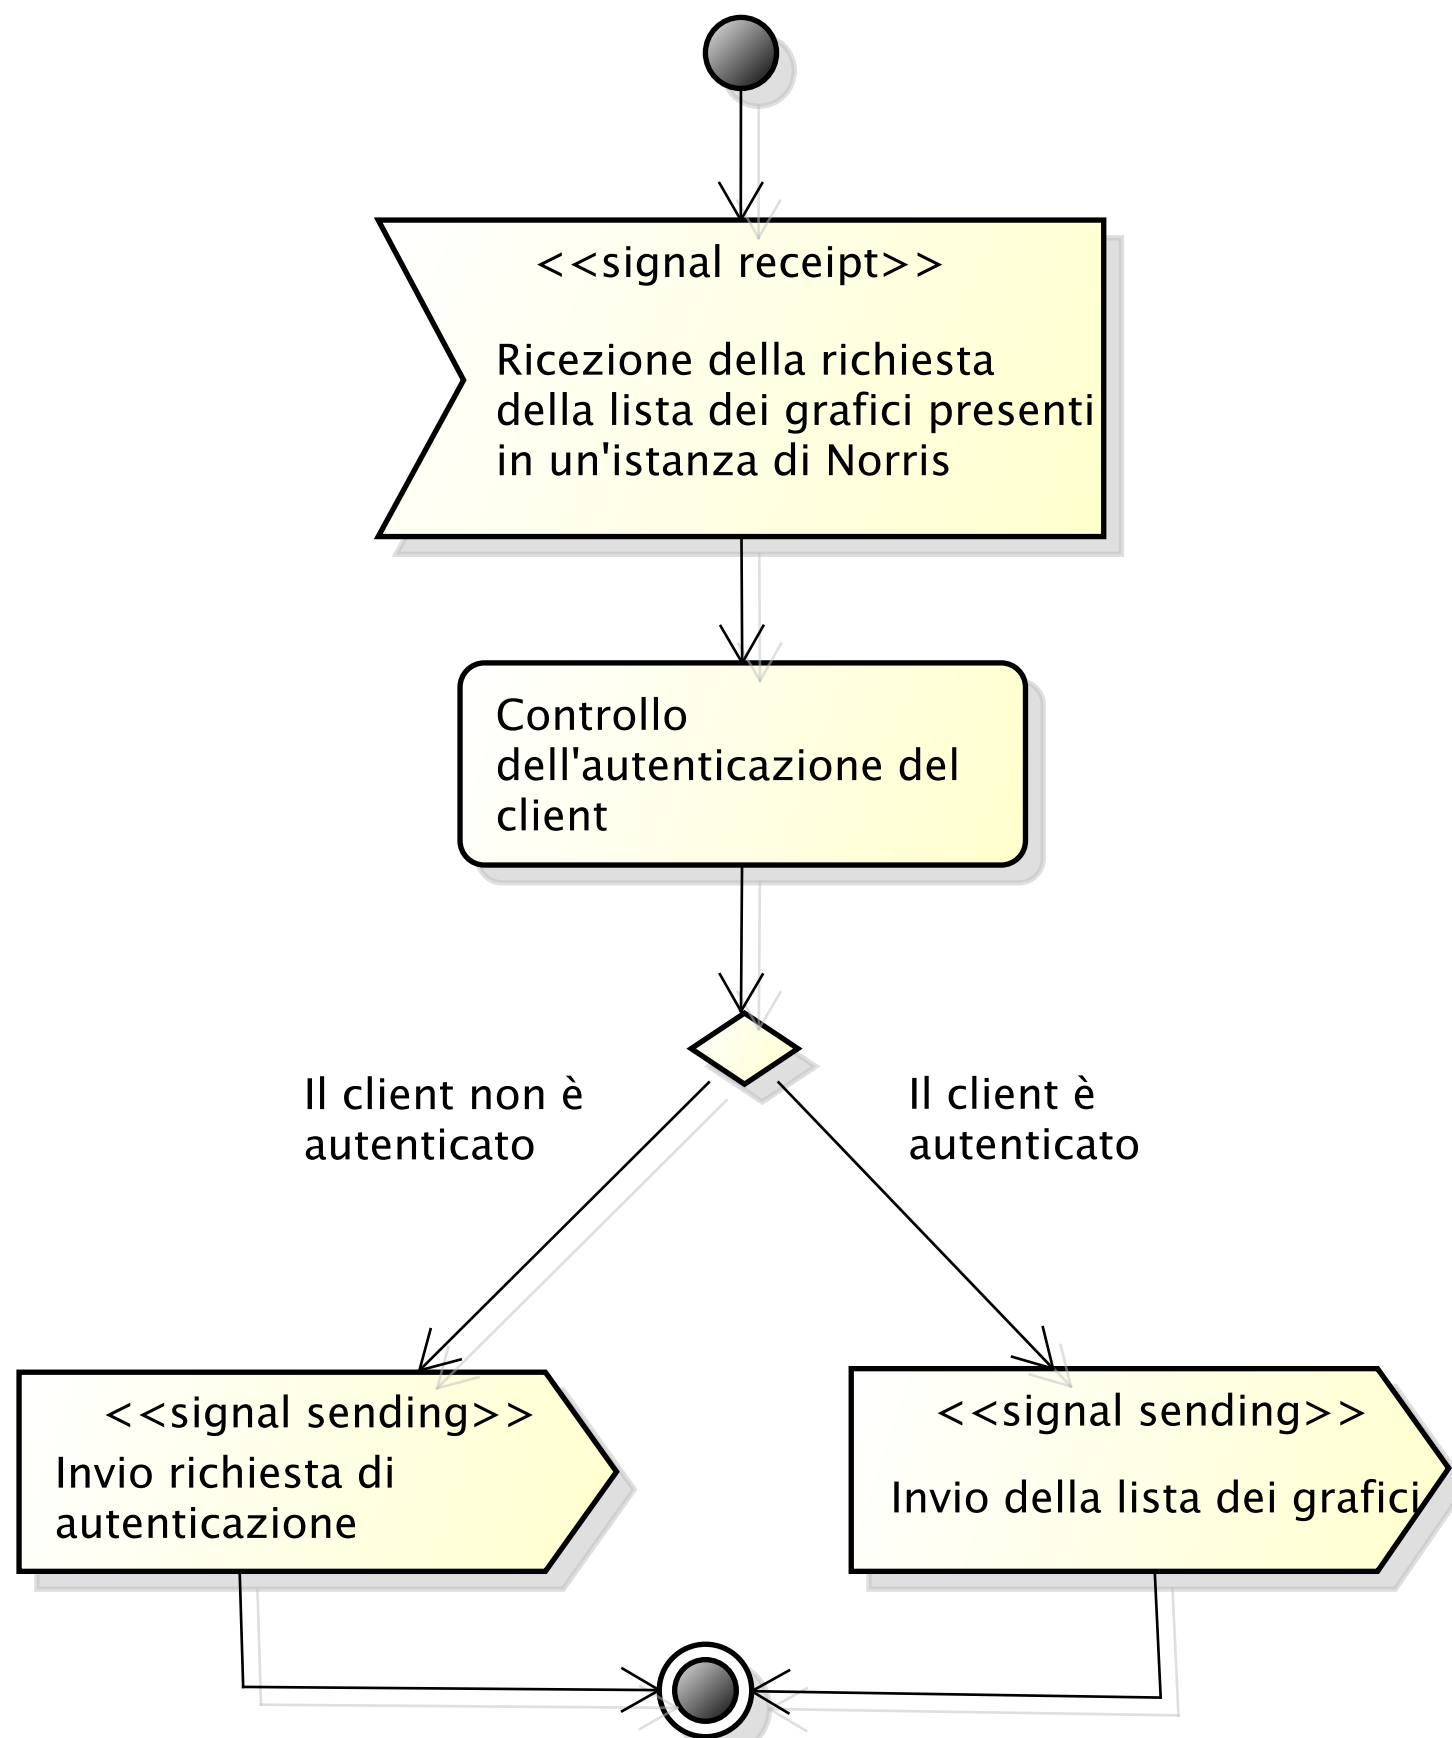 <<signal receipt>>
Ricezione della richiesta
della lista dei grafici presenti
in un'istanza di Norris
Controllo
dell'autenticazione del
client
Il client non è
autenticato
Il client è
autenticato
<<signal sending>>
Invio richiesta di
autenticazione
<<signal sending>>
Invio della lista dei grafici